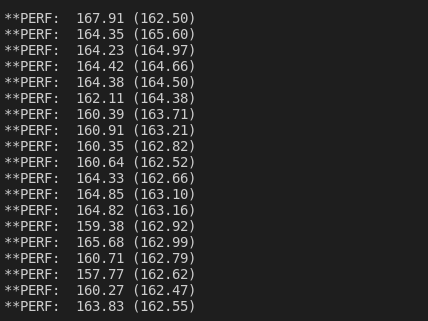 **PERF:  167.91 (162.50)
**PERF:  164.35 (165.60)
**PERF:  164.23 (164.97)
**PERF:  164.42 (164.66)
**PERF:  164.38 (164.50)
**PERF:  162.11 (164.38)
**PERF:  160.39 (163.71)
**PERF:  160.91 (163.21)
**PERF:  160.35 (162.82)
**PERF:  160.64 (162.52)
**PERF:  164.33 (162.66)
**PERF:  164.85 (163.10)
**PERF:  164.82 (163.16)
**PERF:  159.38 (162.92)
**PERF:  165.68 (162.99)
**PERF:  160.71 (162.79)
**PERF:  157.77 (162.62)
**PERF:  160.27 (162.47)
**PERF:  163.83 (162.55)